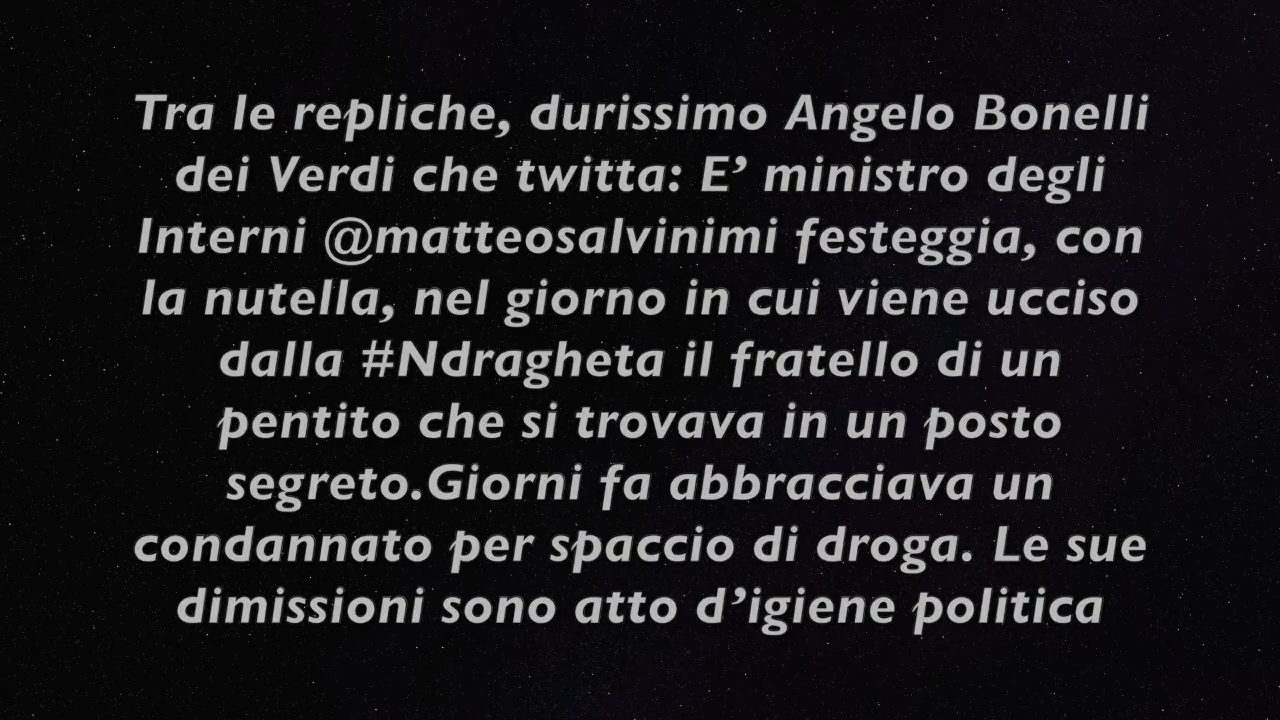 Tra le repliche, durissimo Angelo Bonelli
dei Verdi che twitta: E’ ministro degli
Interni @matteosalvinimi festeggia, con
la nutella, nel giorno in cui viene ucciso
dalla #Ndragheta il fratello di un
pentito che si trovava in un posto
segreto.Giorni fa abbracciava un
condannato per spaccio di droga. Le sue
dimissioni sono atto d’igiene politica